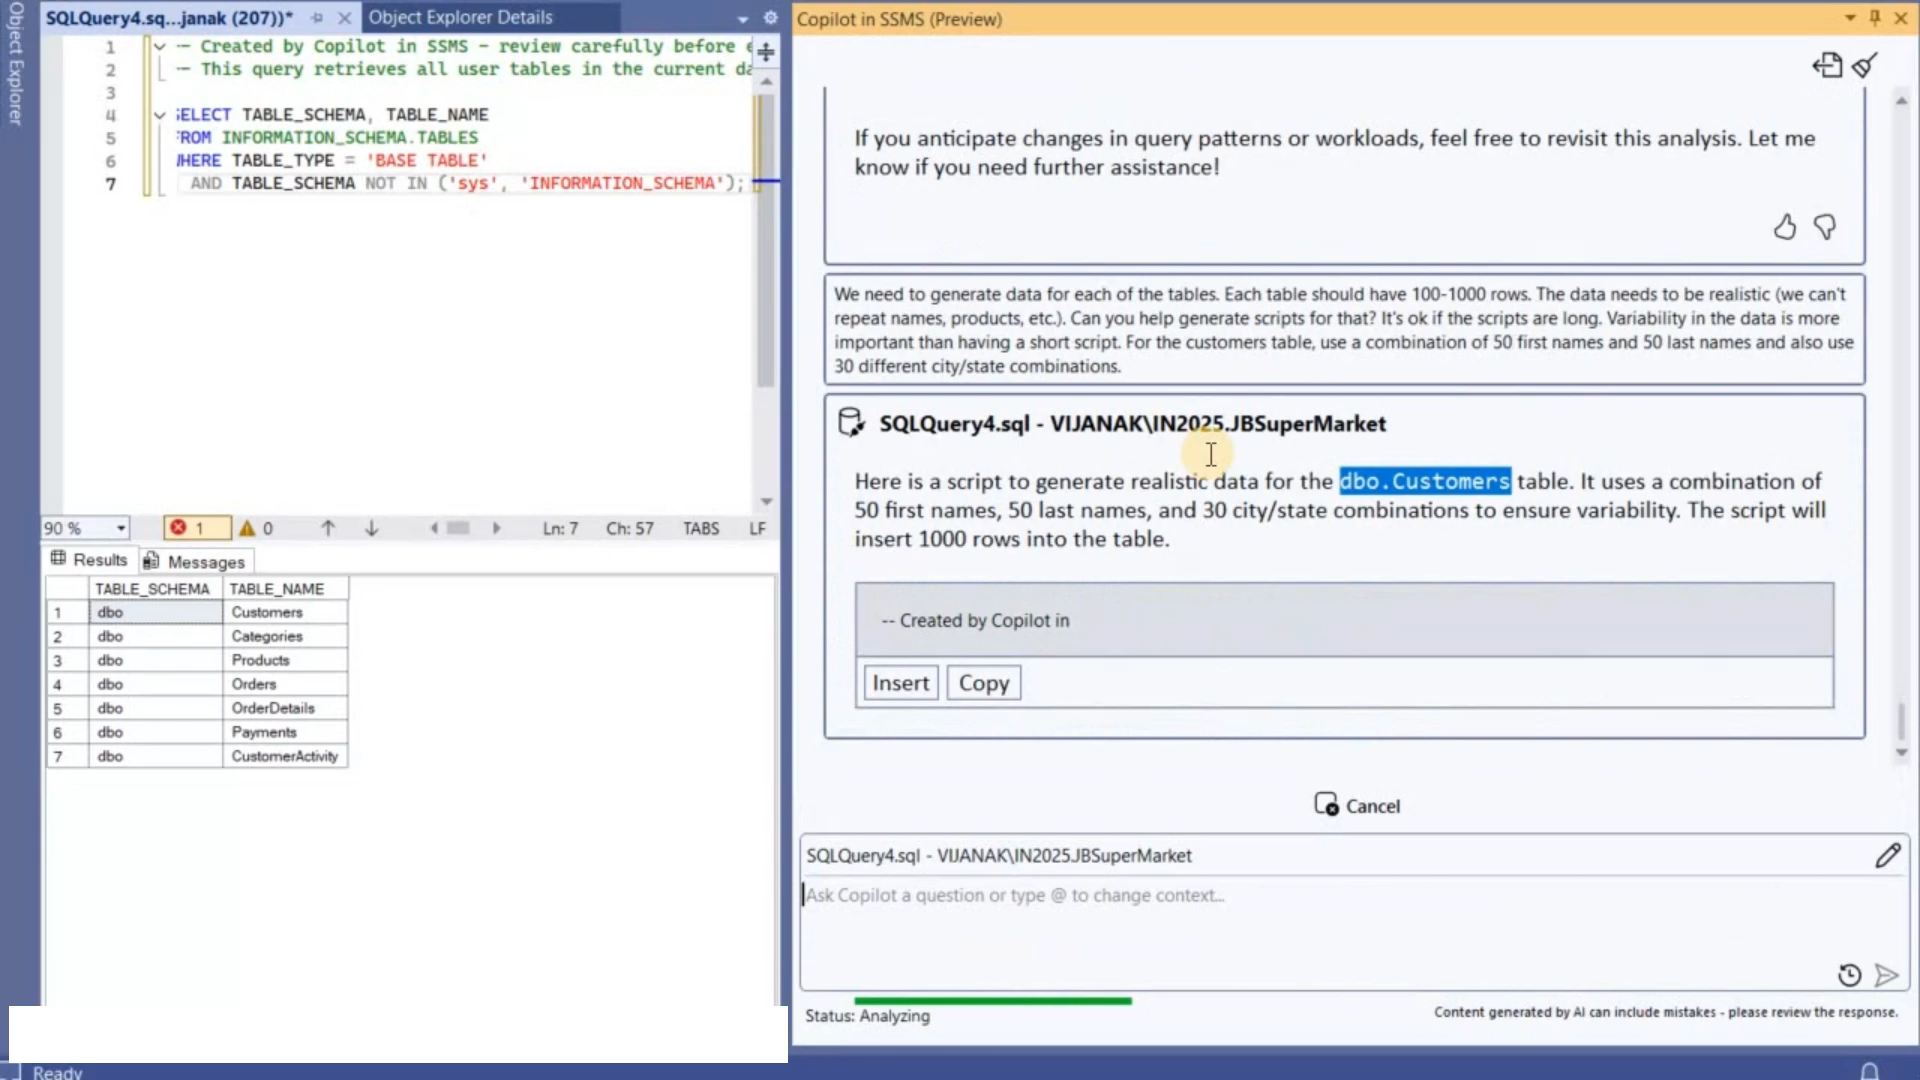 Object Explorer
SQLQuery4.sq...janak (207))*
Object Explorer Details
1 -- Created by Copilot in SSMS - review carefully before e
2 -- This query retrieves all user tables in the current da
3
4 SELECT TABLE_SCHEMA, TABLE_NAME
5 FROM INFORMATION_SCHEMA.TABLES
6 WHERE TABLE_TYPE = 'BASE TABLE'
7 AND TABLE_SCHEMA NOT IN ('sys', 'INFORMATION_SCHEMA');
90 % 1 0 Ln: 7 Ch: 57 TABS LF
Results Messages
TABLE_SCHEMA TABLE_NAME
1 dbo Customers
2 dbo Categories
3 dbo Products
4 dbo Orders
5 dbo OrderDetails
6 dbo Payments
7 dbo CustomerActivity
Copilot in SSMS (Preview)
If you anticipate changes in query patterns or workloads, feel free to revisit this analysis. Let me
know if you need further assistance!
We need to generate data for each of the tables. Each table should have 100-1000 rows. The data needs to be realistic (we can't
repeat names, products, etc.). Can you help generate scripts for that? It's ok if the scripts are long. Variability in the data is more
important than having a short script. For the customers table, use a combination of 50 first names and 50 last names and also use
30 different city/state combinations.
SQLQuery4.sql - VIJANAK\IN2025.JBSuperMarket
Here is a script to generate realistic data for the dbo.Customers table. It uses a combination of
50 first names, 50 last names, and 30 city/state combinations to ensure variability. The script will
insert 1000 rows into the table.
-- Created by Copilot in
Insert Copy
Cancel
SQLQuery4.sql - VIJANAK\IN2025.JBSuperMarket
Ask Copilot a question or type @ to change context...
Status: Analyzing
Content generated by AI can include mistakes - please review the response.
Ready